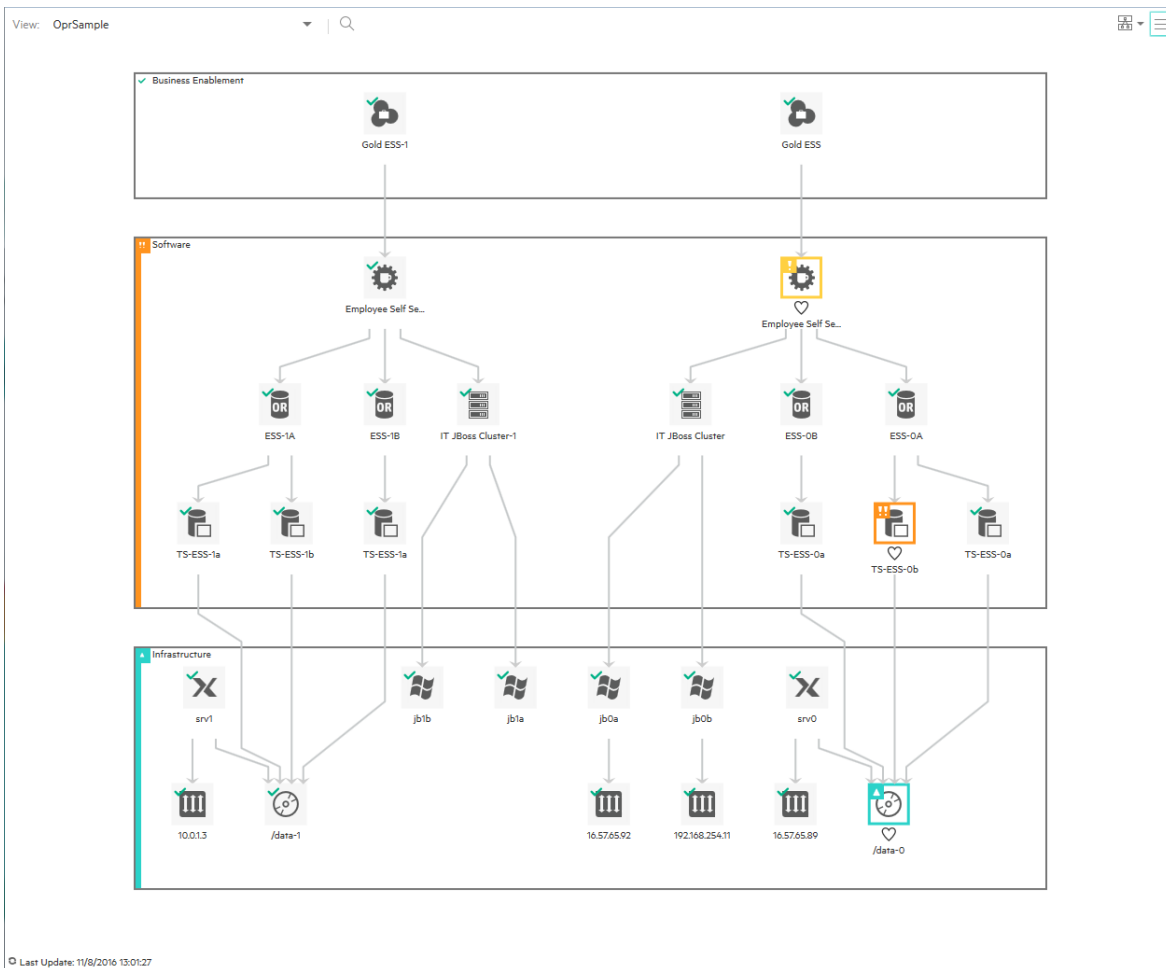 View: OprSample
Business Enablement
Gold ESS-1
Gold ESS
!! Software
!
Employee Self Se...
Employee Self Se...
OR
OR
OR
OR
ESS-1A
ESS-1B
IT JBoss Cluster-1
IT JBoss Cluster
ESS-0B
ESS-0A
!!
TS-ESS-1a
TS-ESS-1b
TS-ESS-1a
TS-ESS-0a
TS-ESS-0b
TS-ESS-0a
Infrastructure
srv1
jb1b
jb1a
jb0a
jb0b
srv0
10.0.1.3
/data-1
16.57.65.92
192.168.254.11
16.57.65.89
/data-0
Last Update: 11/8/2016 13:01:27